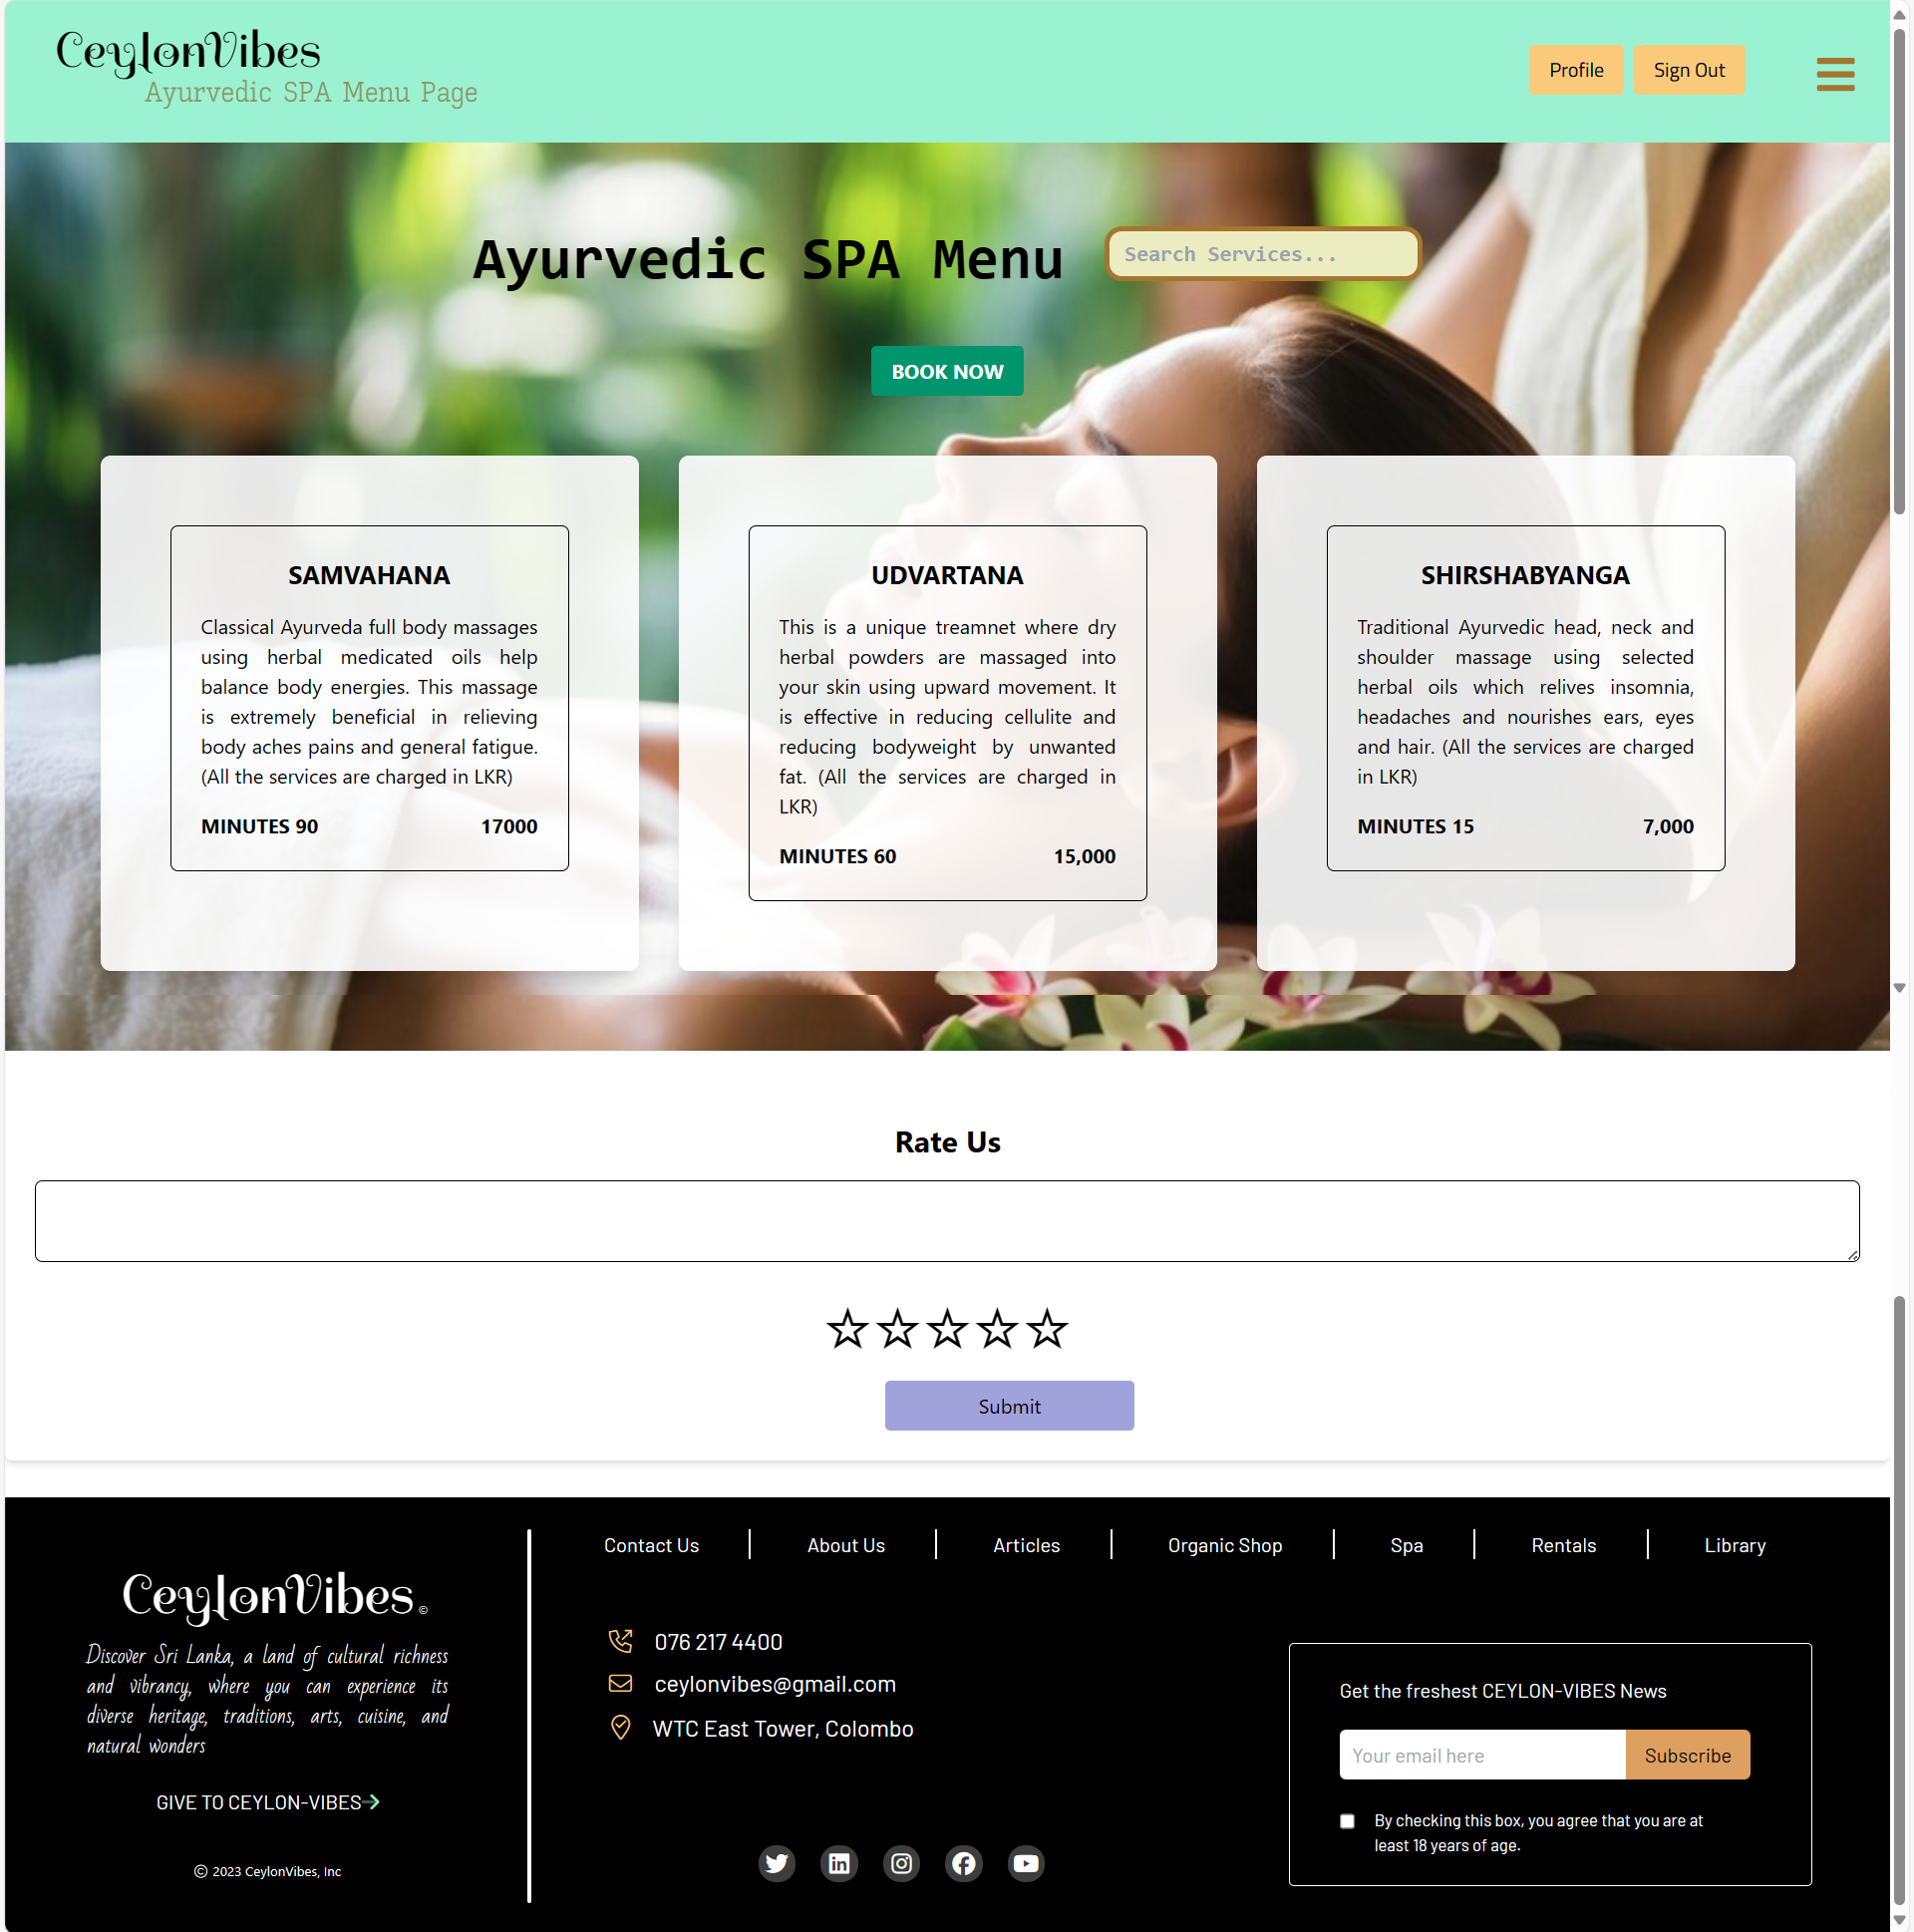 CeylonVibes
Ayurvedic SPA Menu Page
Profile
Sign Out
Ayurvedic SPA Menu
Search Services...
BOOK NOW
SAMVAHANA
Classical Ayurveda full body massages
using herbal medicated oils help
balance body energies. This massage
is extremely beneficial in relieving
body aches pains and general fatigue.
(All the services are charged in LKR)
MINUTES 90 17000
UDVARTANA
This is a unique treamnet where dry
herbal powders are massaged into
your skin using upward movement. It
is effective in reducing cellulite and
reducing bodyweight by unwanted
fat. (All the services are charged in
LKR)
MINUTES 60 15,000
SHIRSHABYANGA
Traditional Ayurvedic head, neck and
shoulder massage using selected
herbal oils which relives insomnia,
headaches and nourishes ears, eyes
and hair. (All the services are charged
in LKR)
MINUTES 15 7,000
Rate Us
Submit
CeylonVibes ©
Discover Sri Lanka, a land of cultural richness
and vibrancy, where you can experience its
diverse heritage, traditions, arts, cuisine, and
natural wonders
GIVE TO CEYLON-VIBES
© 2023 CeylonVibes, Inc
Contact Us
About Us
Articles
Organic Shop
Spa
Rentals
Library
076 217 4400
ceylonvibes@gmail.com
WTC East Tower, Colombo
Get the freshest CEYLON-VIBES News
Your email here
Subscribe
By checking this box, you agree that you are at
least 18 years of age.